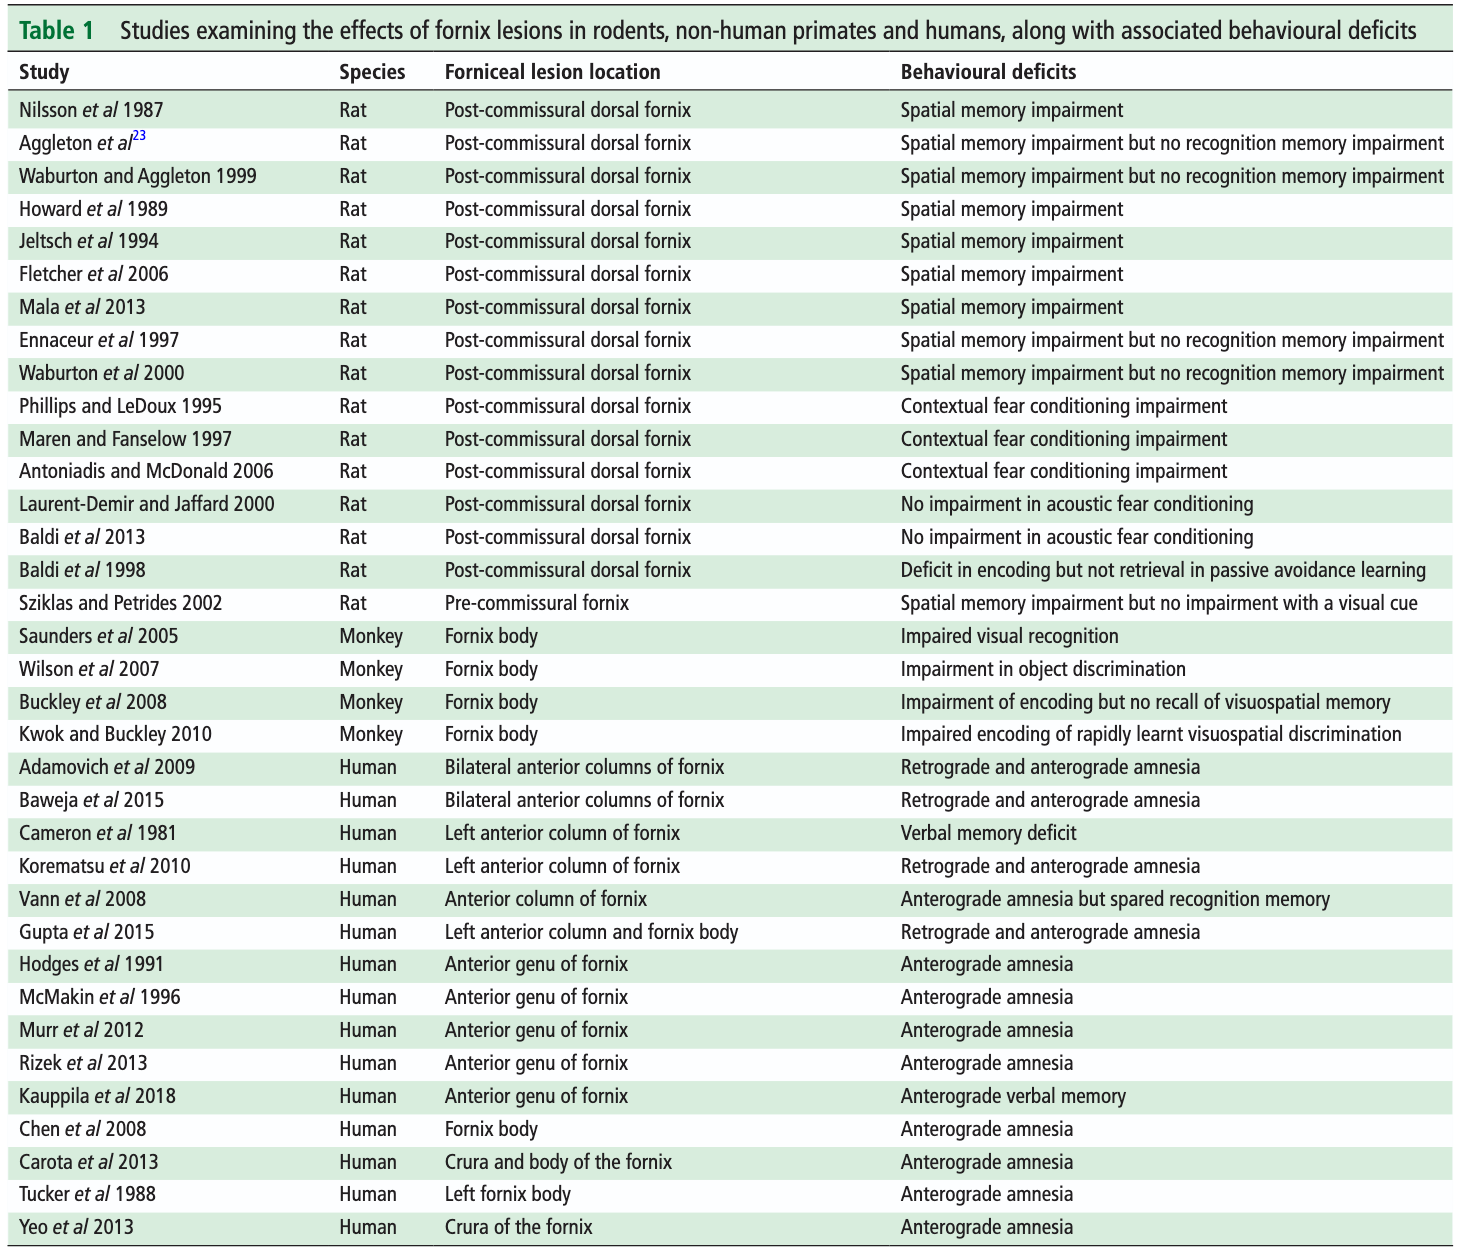 Table 1 Studies examining the effects of fornix lesions in rodents, non-human primates and humans, along with associated behavioural deficits
Study Species Forniceal lesion location Behavioural deficits
Nilsson et al 1987 Rat Post-commissural dorsal fornix Spatial memory impairment
Aggleton et al23 Rat Post-commissural dorsal fornix Spatial memory impairment but no recognition memory impairment
Waburton and Aggleton 1999 Rat Post-commissural dorsal fornix Spatial memory impairment but no recognition memory impairment
Howard et al 1989 Rat Post-commissural dorsal fornix Spatial memory impairment
Jeltsch et al 1994 Rat Post-commissural dorsal fornix Spatial memory impairment
Fletcher et al 2006 Rat Post-commissural dorsal fornix Spatial memory impairment
Mala et al 2013 Rat Post-commissural dorsal fornix Spatial memory impairment
Ennaceur et al 1997 Rat Post-commissural dorsal fornix Spatial memory impairment but no recognition memory impairment
Waburton et al 2000 Rat Post-commissural dorsal fornix Spatial memory impairment but no recognition memory impairment
Phillips and LeDoux 1995 Rat Post-commissural dorsal fornix Contextual fear conditioning impairment
Maren and Fanselow 1997 Rat Post-commissural dorsal fornix Contextual fear conditioning impairment
Antoniadis and McDonald 2006 Rat Post-commissural dorsal fornix Contextual fear conditioning impairment
Laurent-Demir and Jaffard 2000 Rat Post-commissural dorsal fornix No impairment in acoustic fear conditioning
Baldi et al 2013 Rat Post-commissural dorsal fornix No impairment in acoustic fear conditioning
Baldi et al 1998 Rat Post-commissural dorsal fornix Deficit in encoding but not retrieval in passive avoidance learning
Sziklas and Petrides 2002 Rat Pre-commissural fornix Spatial memory impairment but no impairment with a visual cue
Saunders et al 2005 Monkey Fornix body Impaired visual recognition
Wilson et al 2007 Monkey Fornix body Impairment in object discrimination
Buckley et al 2008 Monkey Fornix body Impairment of encoding but no recall of visuospatial memory
Kwok and Buckley 2010 Monkey Fornix body Impaired encoding of rapidly learnt visuospatial discrimination
Adamovich et al 2009 Human Bilateral anterior columns of fornix Retrograde and anterograde amnesia
Baweja et al 2015 Human Bilateral anterior columns of fornix Retrograde and anterograde amnesia
Cameron et al 1981 Human Left anterior column of fornix Verbal memory deficit
Korematsu et al 2010 Human Left anterior column of fornix Retrograde and anterograde amnesia
Vann et al 2008 Human Anterior column of fornix Anterograde amnesia but spared recognition memory
Gupta et al 2015 Human Left anterior column and fornix body Retrograde and anterograde amnesia
Hodges et al 1991 Human Anterior genu of fornix Anterograde amnesia
McMakin et al 1996 Human Anterior genu of fornix Anterograde amnesia
Murr et al 2012 Human Anterior genu of fornix Anterograde amnesia
Rizek et al 2013 Human Anterior genu of fornix Anterograde amnesia
Kauppila et al 2018 Human Anterior genu of fornix Anterograde verbal memory
Chen et al 2008 Human Fornix body Anterograde amnesia
Carota et al 2013 Human Crura and body of the fornix Anterograde amnesia
Tucker et al 1988 Human Left fornix body Anterograde amnesia
Yeo et al 2013 Human Crura of the fornix Anterograde amnesia